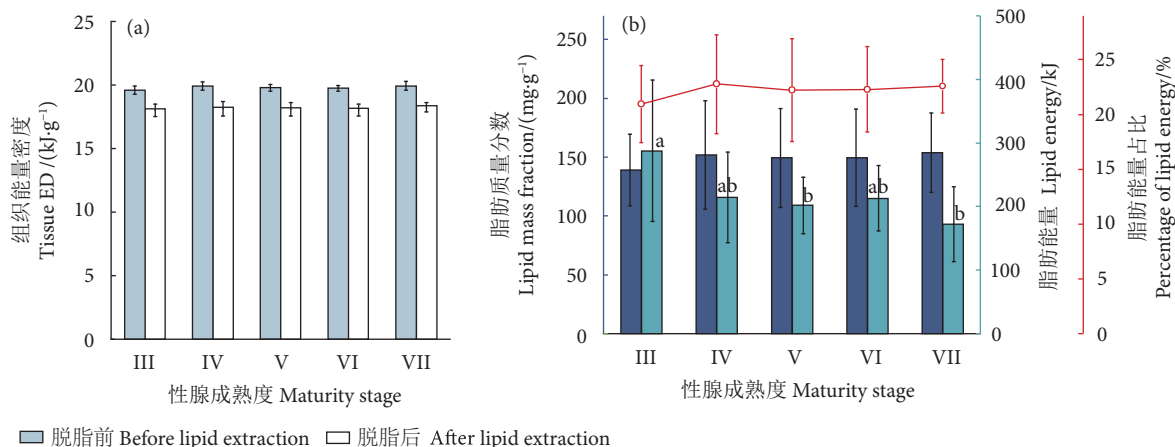 (a)
组织能量密度
Tissue ED /(kJ·g⁻¹)
25
20
15
10
5
0
III IV V VI VII
性腺成熟度 Maturity stage
脱脂前 Before lipid extraction 脱脂后 After lipid extraction
(b)
脂肪质量分数
Lipid mass fraction/(mg·g⁻¹)
250
200
150
100
50
0
a
ab
b
ab
b
III IV V VI VII
性腺成熟度 Maturity stage
500
400
300
200
100
0
脂肪能量 Lipid energy/kJ
25
20
15
10
5
0
脂肪能量占比
Percentage of lipid energy/%